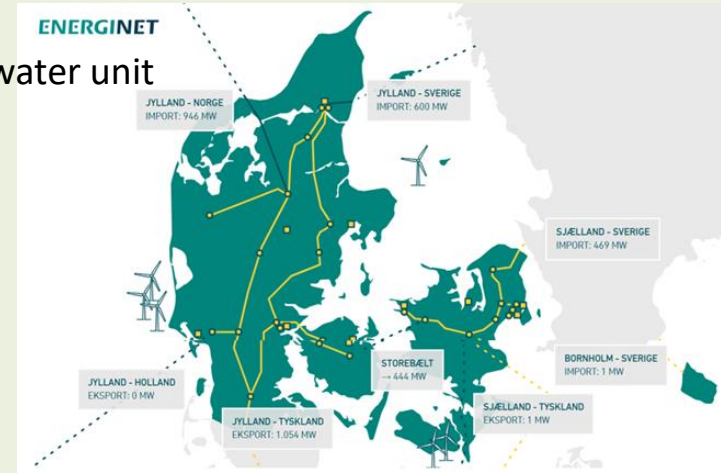 ENERGINET
water unit
JYLLAND - NORGE
IMPORT: 946 MW
JYLLAND - SVERIGE
IMPORT: 600 MW
SJÆLLAND - SVERIGE
IMPORT: 469 MW
STOREBÆLT
→ 444 MW
BORNHOLM - SVERIGE
IMPORT: 1 MW
JYLLAND - HOLLAND
EKSPORT: 0 MW
JYLLAND - TYSKLAND
EKSPORT: 1.054 MW
SJÆLLAND - TYSKLAND
EKSPORT: 1 MW